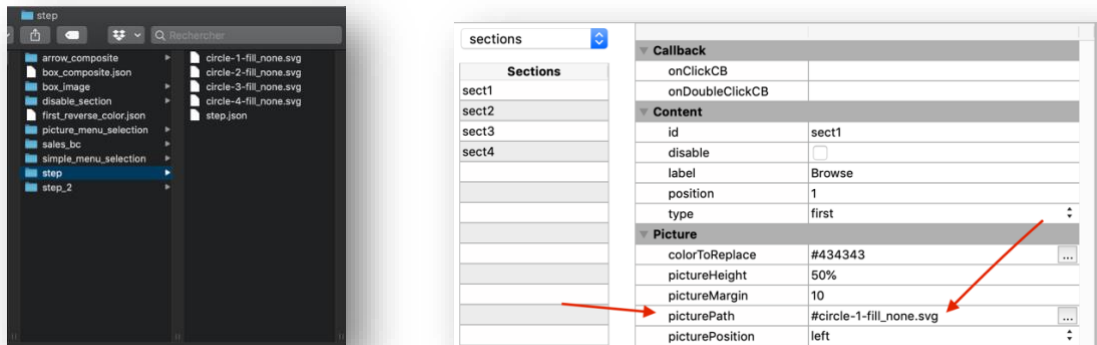 step
Rechercher
arrow_composite
box_composite.json
box_image
disable_section
first_reverse_color.json
picture_menu_selection
sales_bc
simple_menu_selection
step
step_2
circle-1-fill_none.svg
circle-2-fill_none.svg
circle-3-fill_none.svg
circle-4-fill_none.svg
step.json
sections
Sections
sect1
sect2
sect3
sect4
Callback
onClickCB
onDoubleClickCB
Content
id sect1
disable
label Browse
position 1
type first
Picture
colorToReplace #434343 ...
pictureHeight 50%
pictureMargin 10
picturePath #circle-1-fill_none.svg ...
picturePosition left